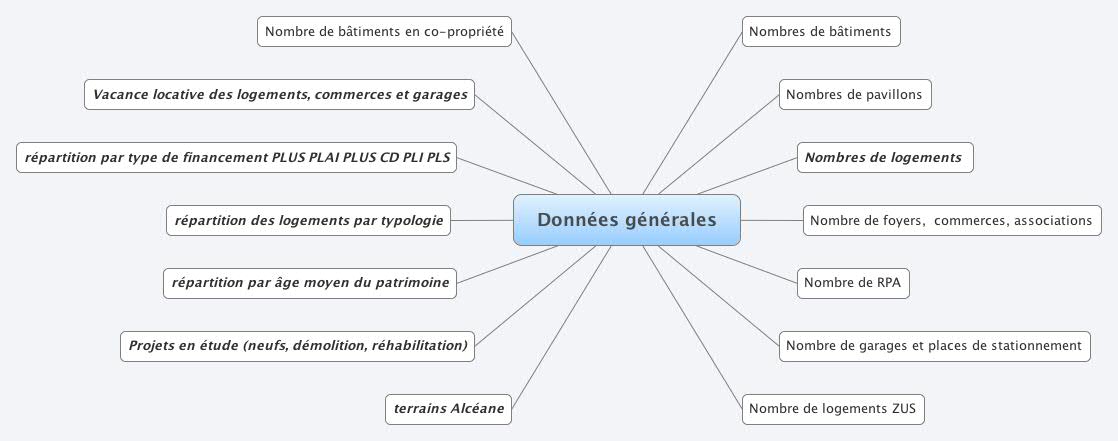 Nombre de bâtiments en co-propriété
Nombres de bâtiments
Vacance locative des logements, commerces et garages
Nombres de pavillons
répartition par type de financement PLUS PLAI PLUS CD PLI PLS
Nombres de logements
Données générales
répartition des logements par typologie
Nombre de foyers, commerces, associations
répartition par âge moyen du patrimoine
Nombre de RPA
Projets en étude (neufs, démolition, réhabilitation)
Nombre de garages et places de stationnement
terrains Alcéane
Nombre de logements ZUS